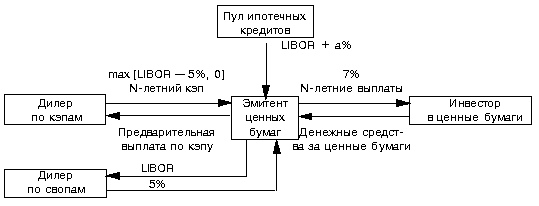 Пул ипотечных
кредитов
LIBOR + a%
max [LIBOR — 5%, 0]
N-летний кэп
7%
N-летние выплаты
Дилер
по кэпам
Эмитент
ценных
бумаг
Инвестор
в ценные бумаги
Предварительная
выплата по кэпу
Денежные средст-
ва за ценные бумаги
LIBOR
5%
Дилер
по свопам